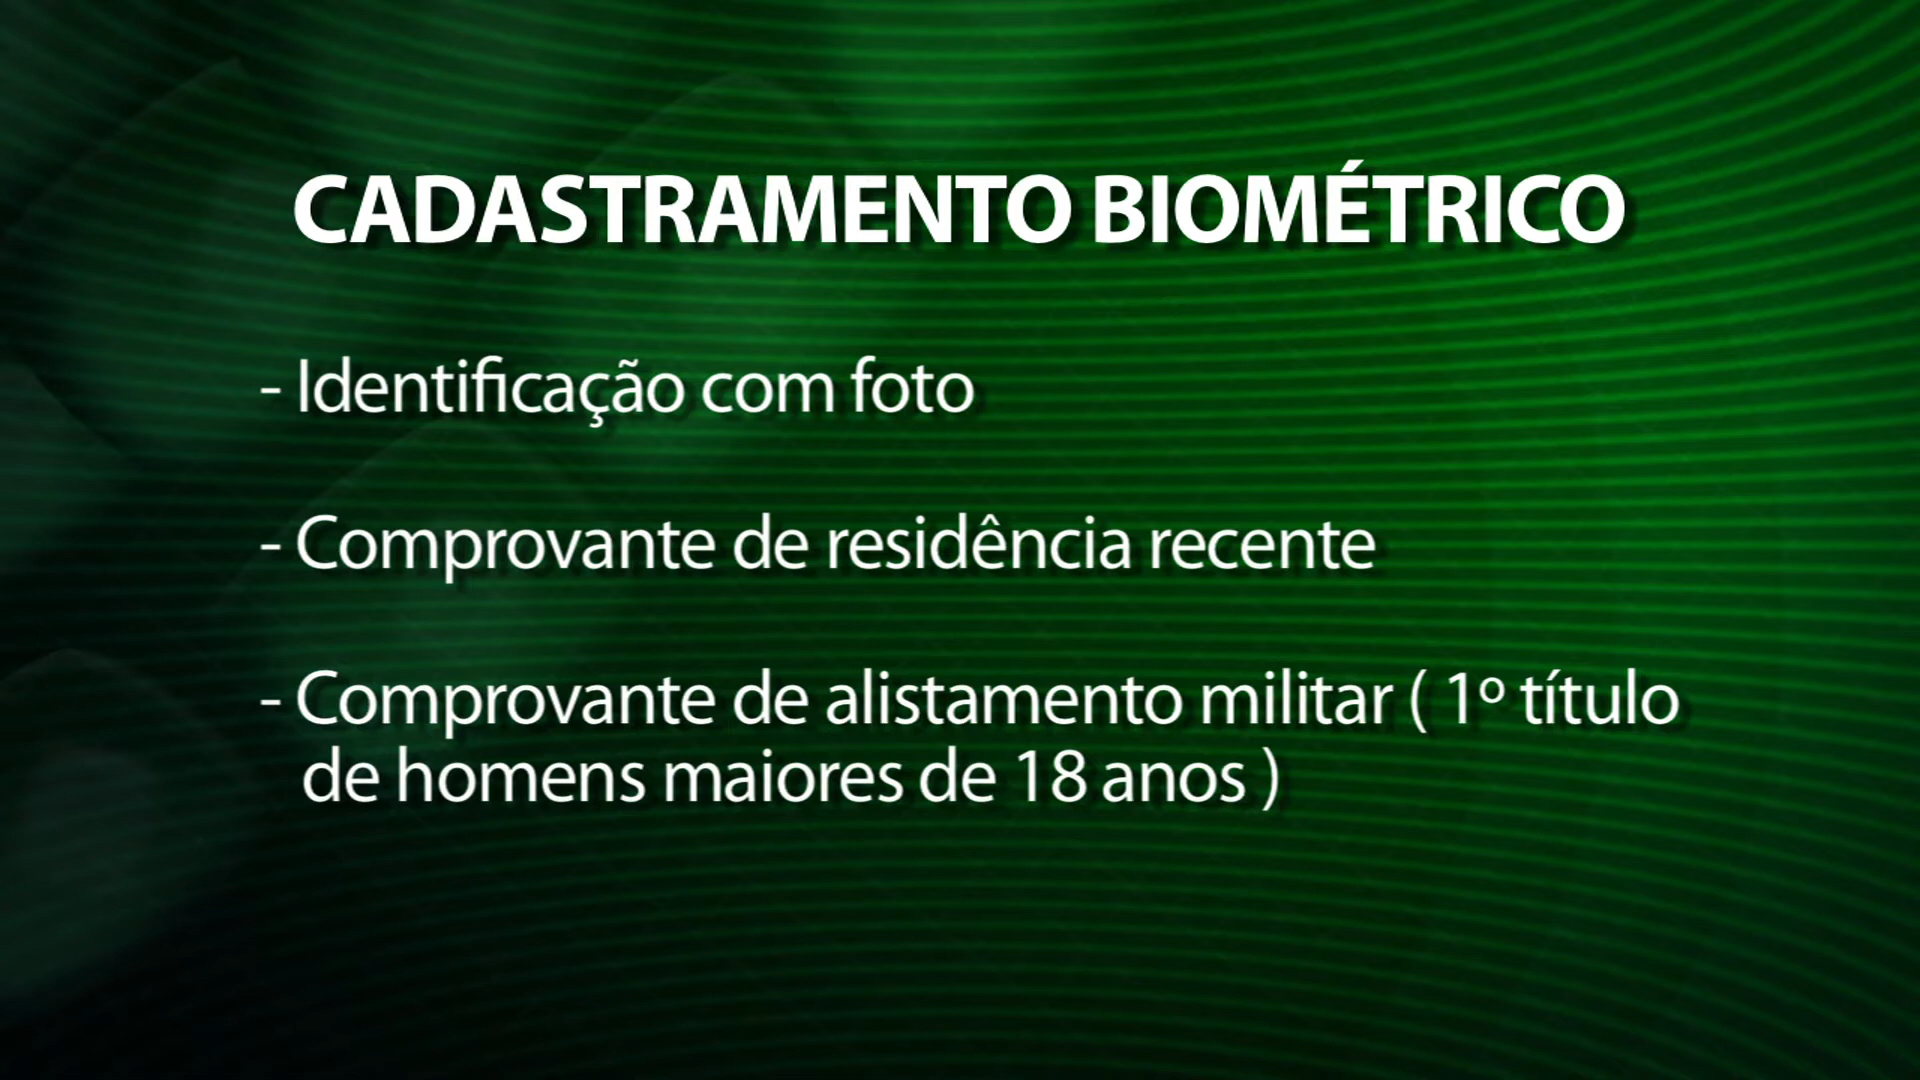 CADASTRAMENTO BIOMÉTRICO
- Identificação com foto
- Comprovante de residência recente
- Comprovante de alistamento militar ( 1º título
de homens maiores de 18 anos )